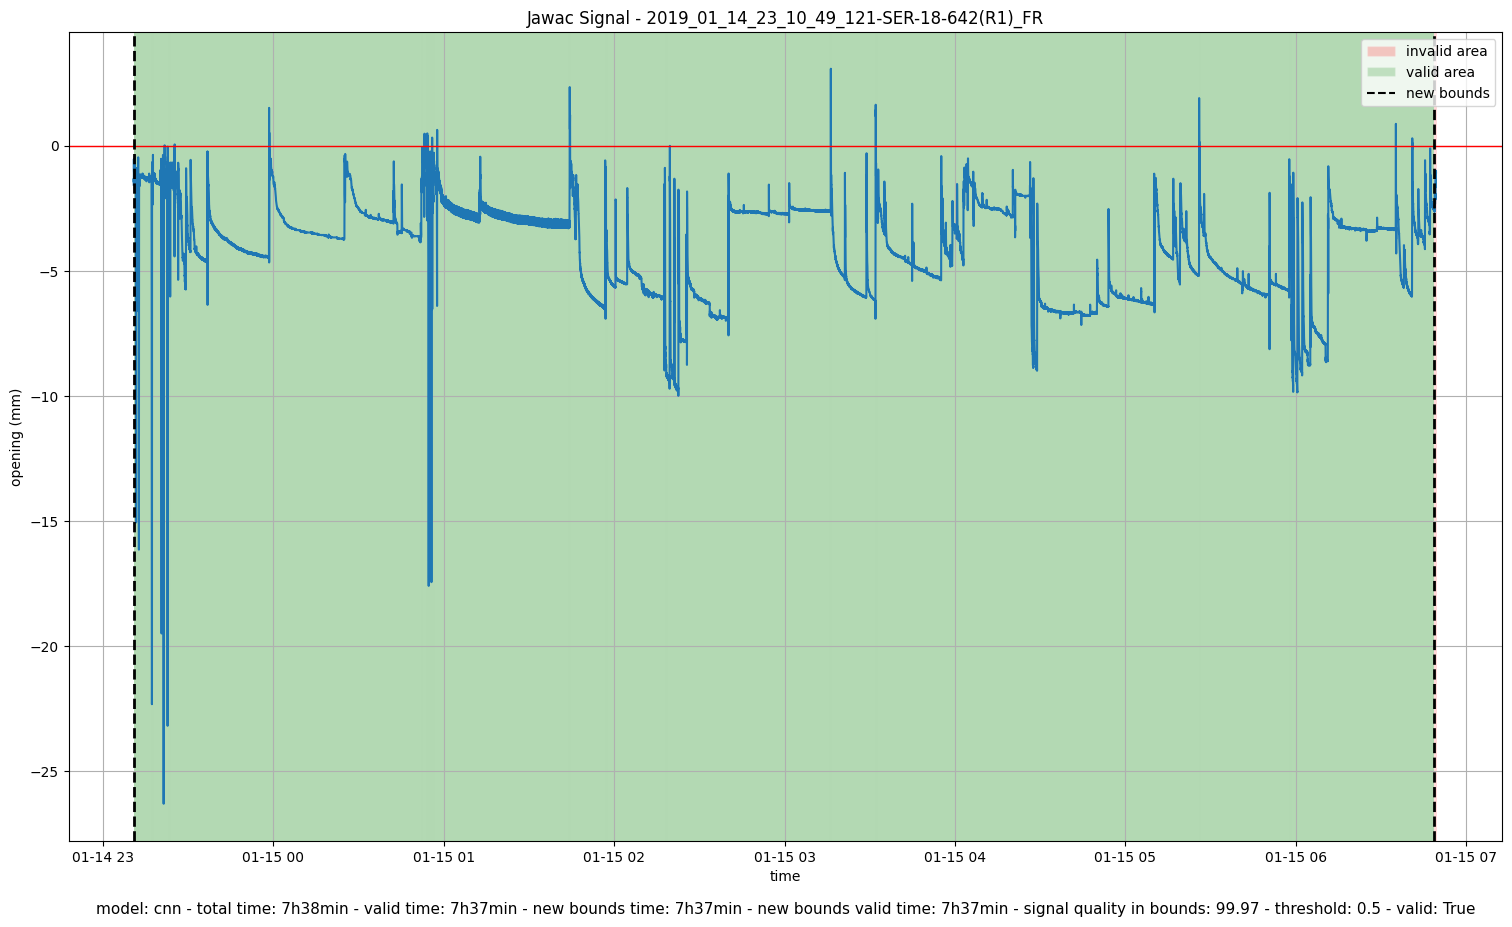 Jawac Signal - 2019_01_14_23_10_49_121-SER-18-642(R1)_FR
invalid area
valid area
new bounds
0
−5
−10
−15
−20
−25
opening (mm)
01-14 23
01-15 00
01-15 01
01-15 02
01-15 03
01-15 04
01-15 05
01-15 06
01-15 07
time
model: cnn - total time: 7h38min - valid time: 7h37min - new bounds time: 7h37min - new bounds valid time: 7h37min - signal quality in bounds: 99.97 - threshold: 0.5 - valid: True